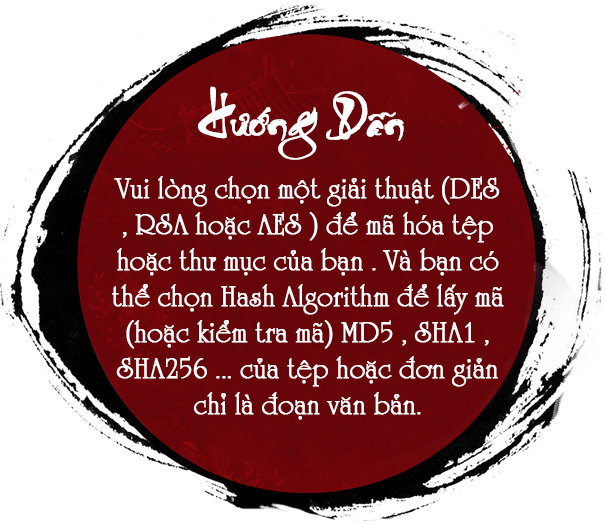 Hướng Dẫn
Vui lòng chọn một giải thuật (DES
, RSA hoặc AES ) để mã hóa tệp
hoặc thư mục của bạn . Và bạn có
thể chọn Hash Algorithm để lấy mã
(hoặc kiểm tra mã) MD5 , SHA1 ,
SHA256 ... của tệp hoặc đơn giản
chỉ là đoạn văn bản.